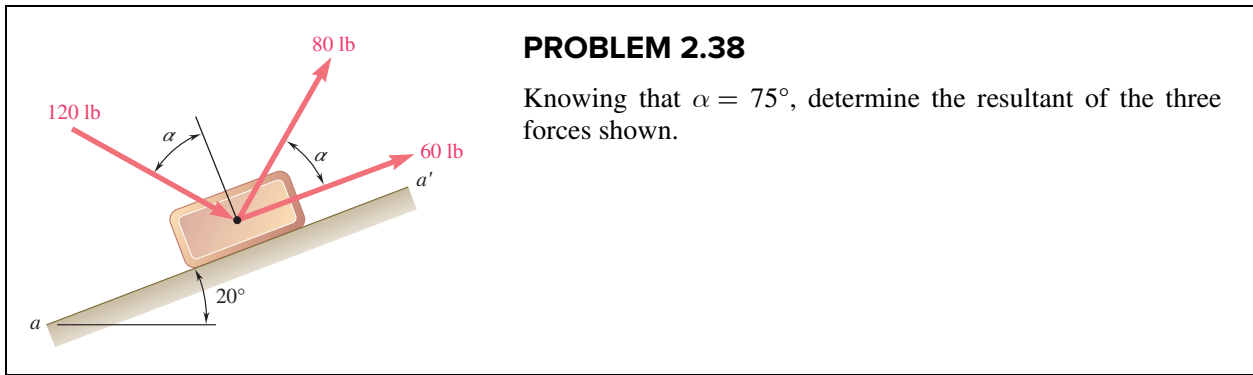 PROBLEM 2.38
Knowing that α = 75°, determine the resultant of the three
forces shown.
80 lb
120 lb
α
α
60 lb
a'
20°
a